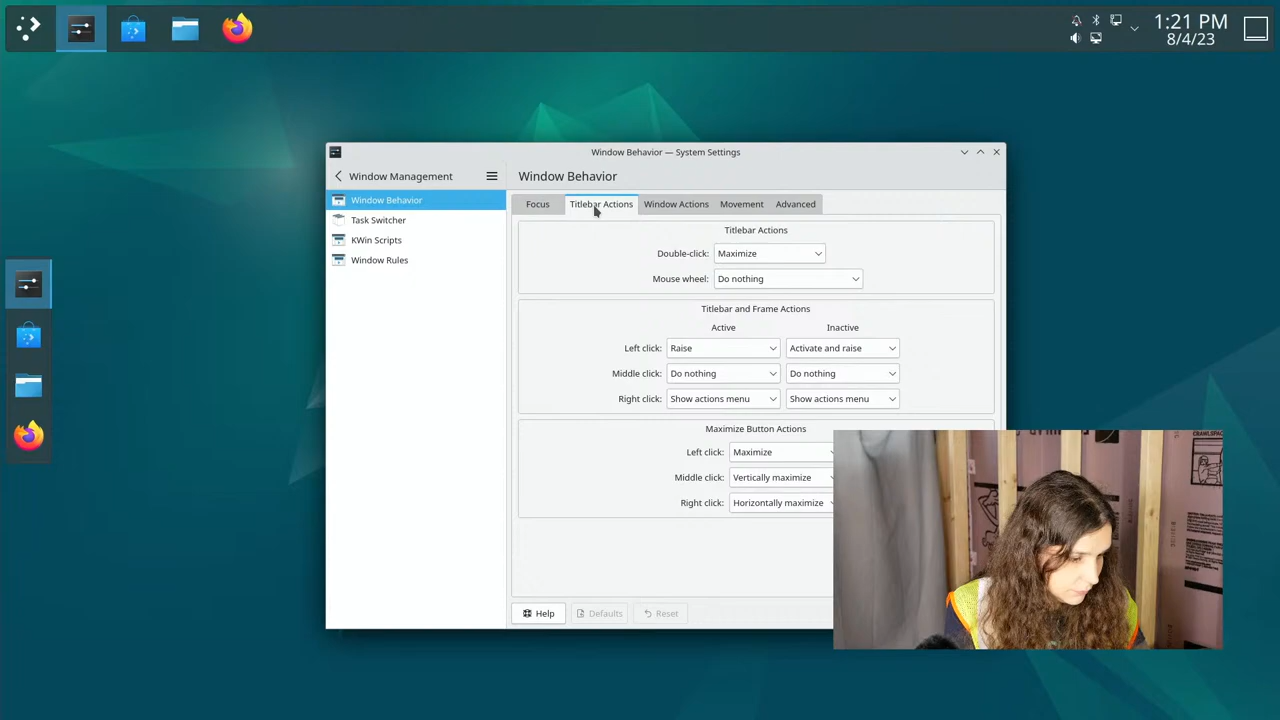 1:21 PM
8/4/23
Window Behavior — System Settings
Window Management
Window Behavior
Window Behavior
Task Switcher
KWin Scripts
Window Rules
Focus
Titlebar Actions
Window Actions
Movement
Advanced
Titlebar Actions
Double-click: Maximize
Mouse wheel: Do nothing
Titlebar and Frame Actions
Active Inactive
Left click: Raise Activate and raise
Middle click: Do nothing Do nothing
Right click: Show actions menu Show actions menu
Maximize Button Actions
Left click: Maximize
Middle click: Vertically maximize
Right click: Horizontally maximize
Help
Defaults
Reset
CRAWLSPACE